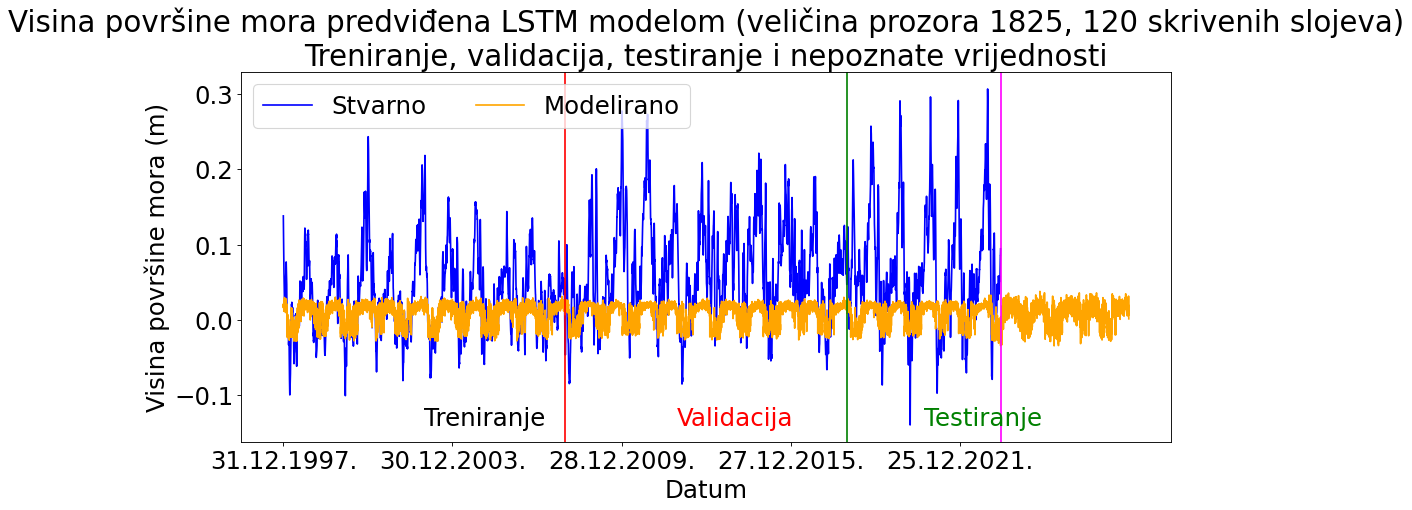 Visina površine mora predviđena LSTM modelom (veličina prozora 1825, 120 skrivenih slojeva)
Treniranje, validacija, testiranje i nepoznate vrijednosti
Stvarno Modelirano
Visina površine mora (m)
0.3
0.2
0.1
0.0
−0.1
Treniranje Validacija Testiranje
31.12.1997. 30.12.2003. 28.12.2009. 27.12.2015. 25.12.2021.
Datum